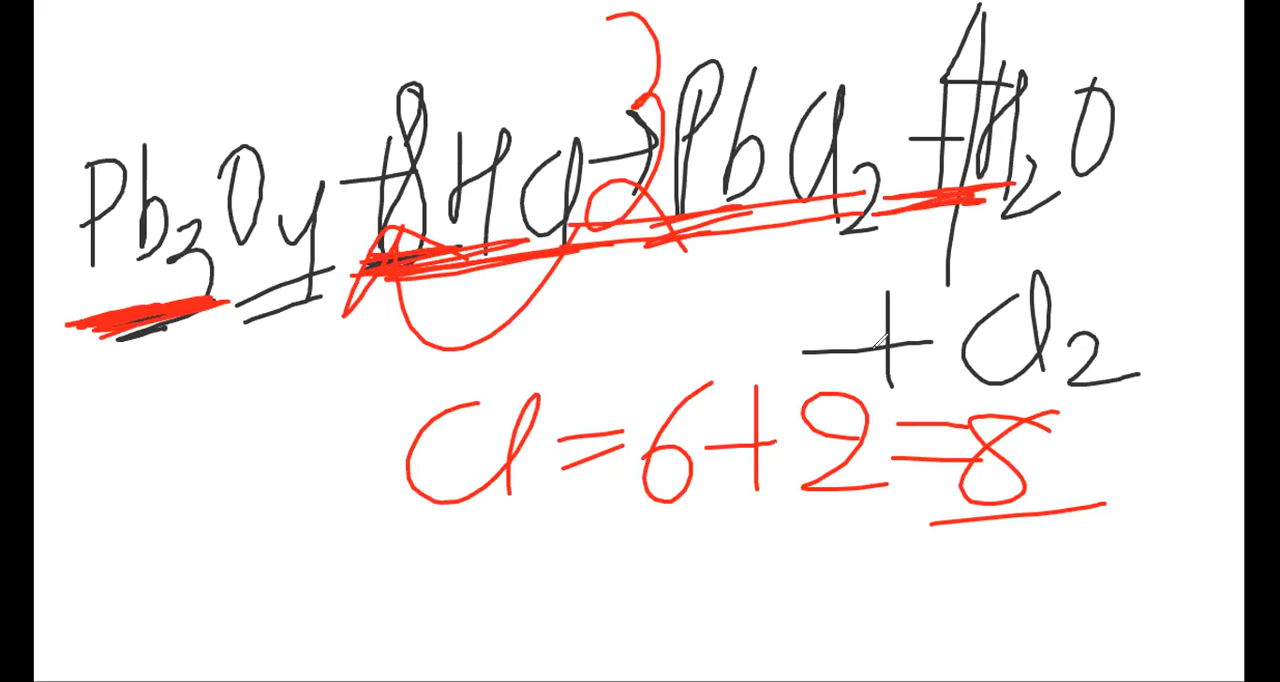 Pb3O4 + 8HCl → 3PbCl2 + 4H2O
+ Cl2
Cl = 6 + 2 = 8